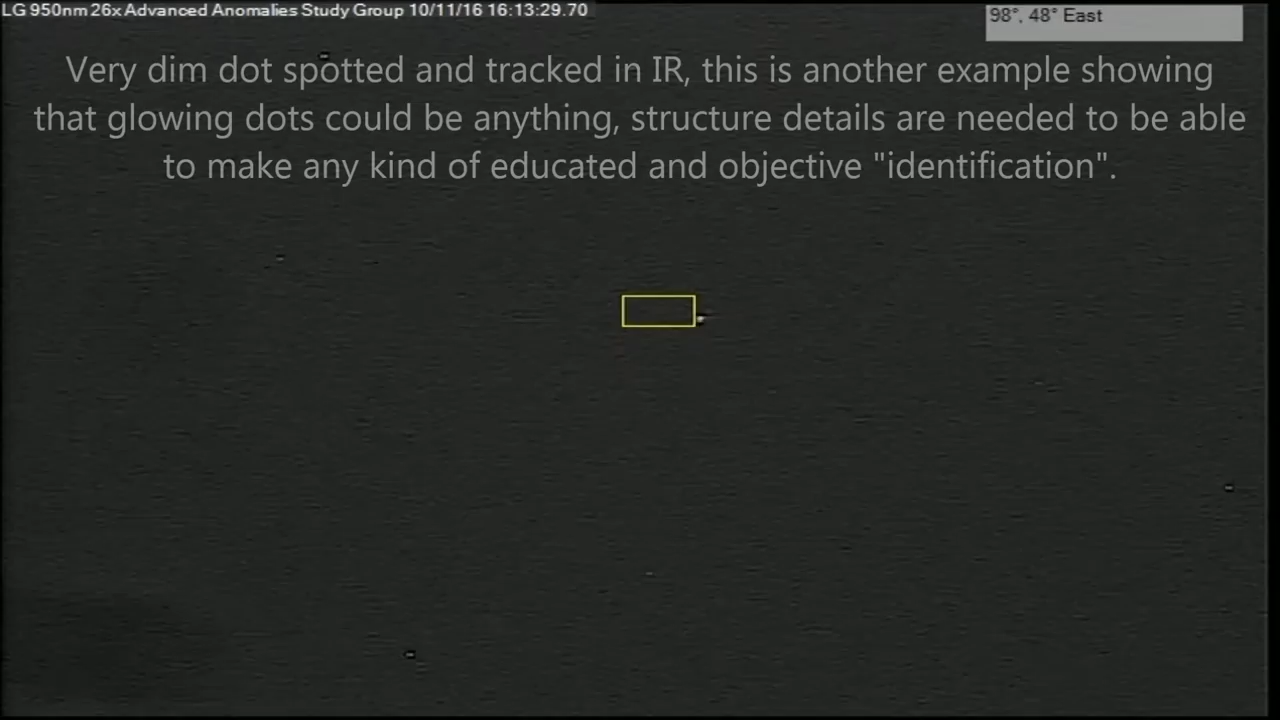 LG 950nm 26x Advanced Anomalies Study Group 10/11/16 16:13:29.70
98°, 48° East
Very dim dot spotted and tracked in IR, this is another example showing
that glowing dots could be anything, structure details are needed to be able
to make any kind of educated and objective "identification".